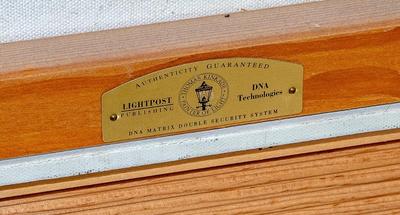 AUTHENTICITY GUARANTEED
THOMAS KINKADE
PAINTER OF LIGHT
LIGHTPOST
PUBLISHING
DNA
Technologies
DNA MATRIX DOUBLE SECURITY SYSTEM